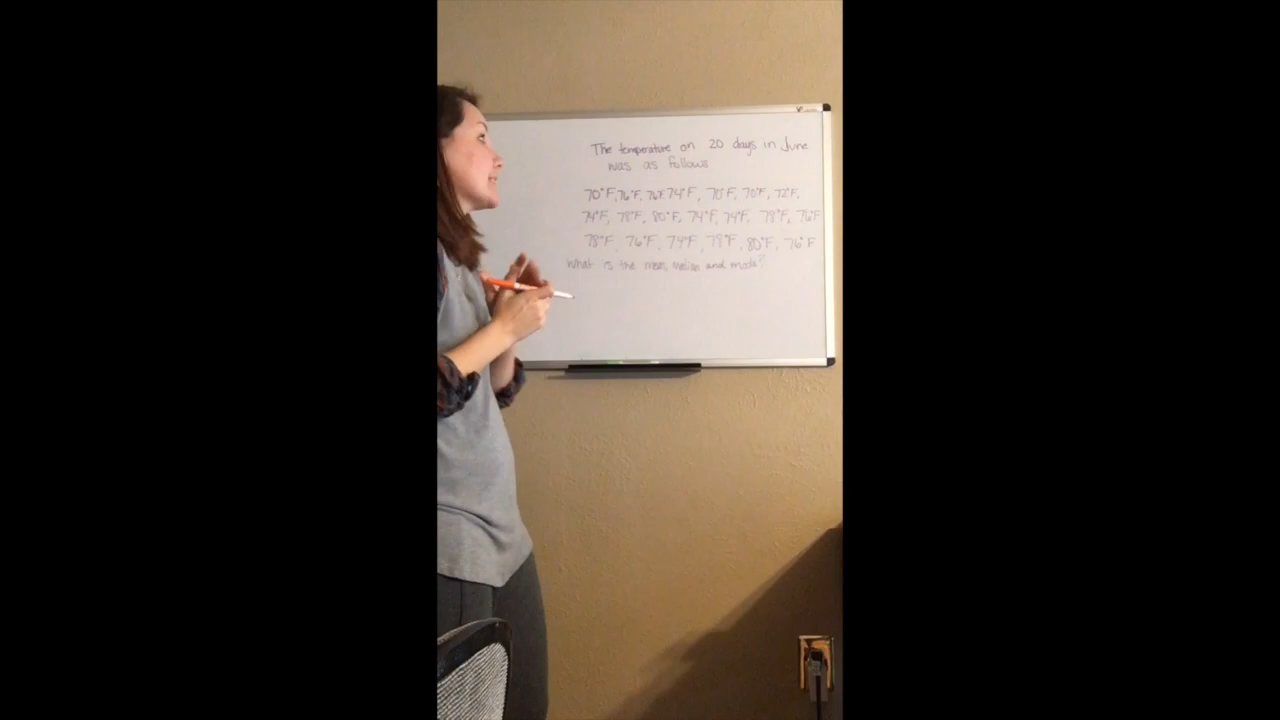 The temperature on 20 days in June
was as follows
70°F, 76°F, 76°F, 74°F, 70°F, 70°F, 72°F,
74°F, 78°F, 80°F, 74°F, 74°F, 78°F, 76°F
78°F, 76°F, 74°F, 78°F, 80°F, 76°F
What is the mean, median and mode?